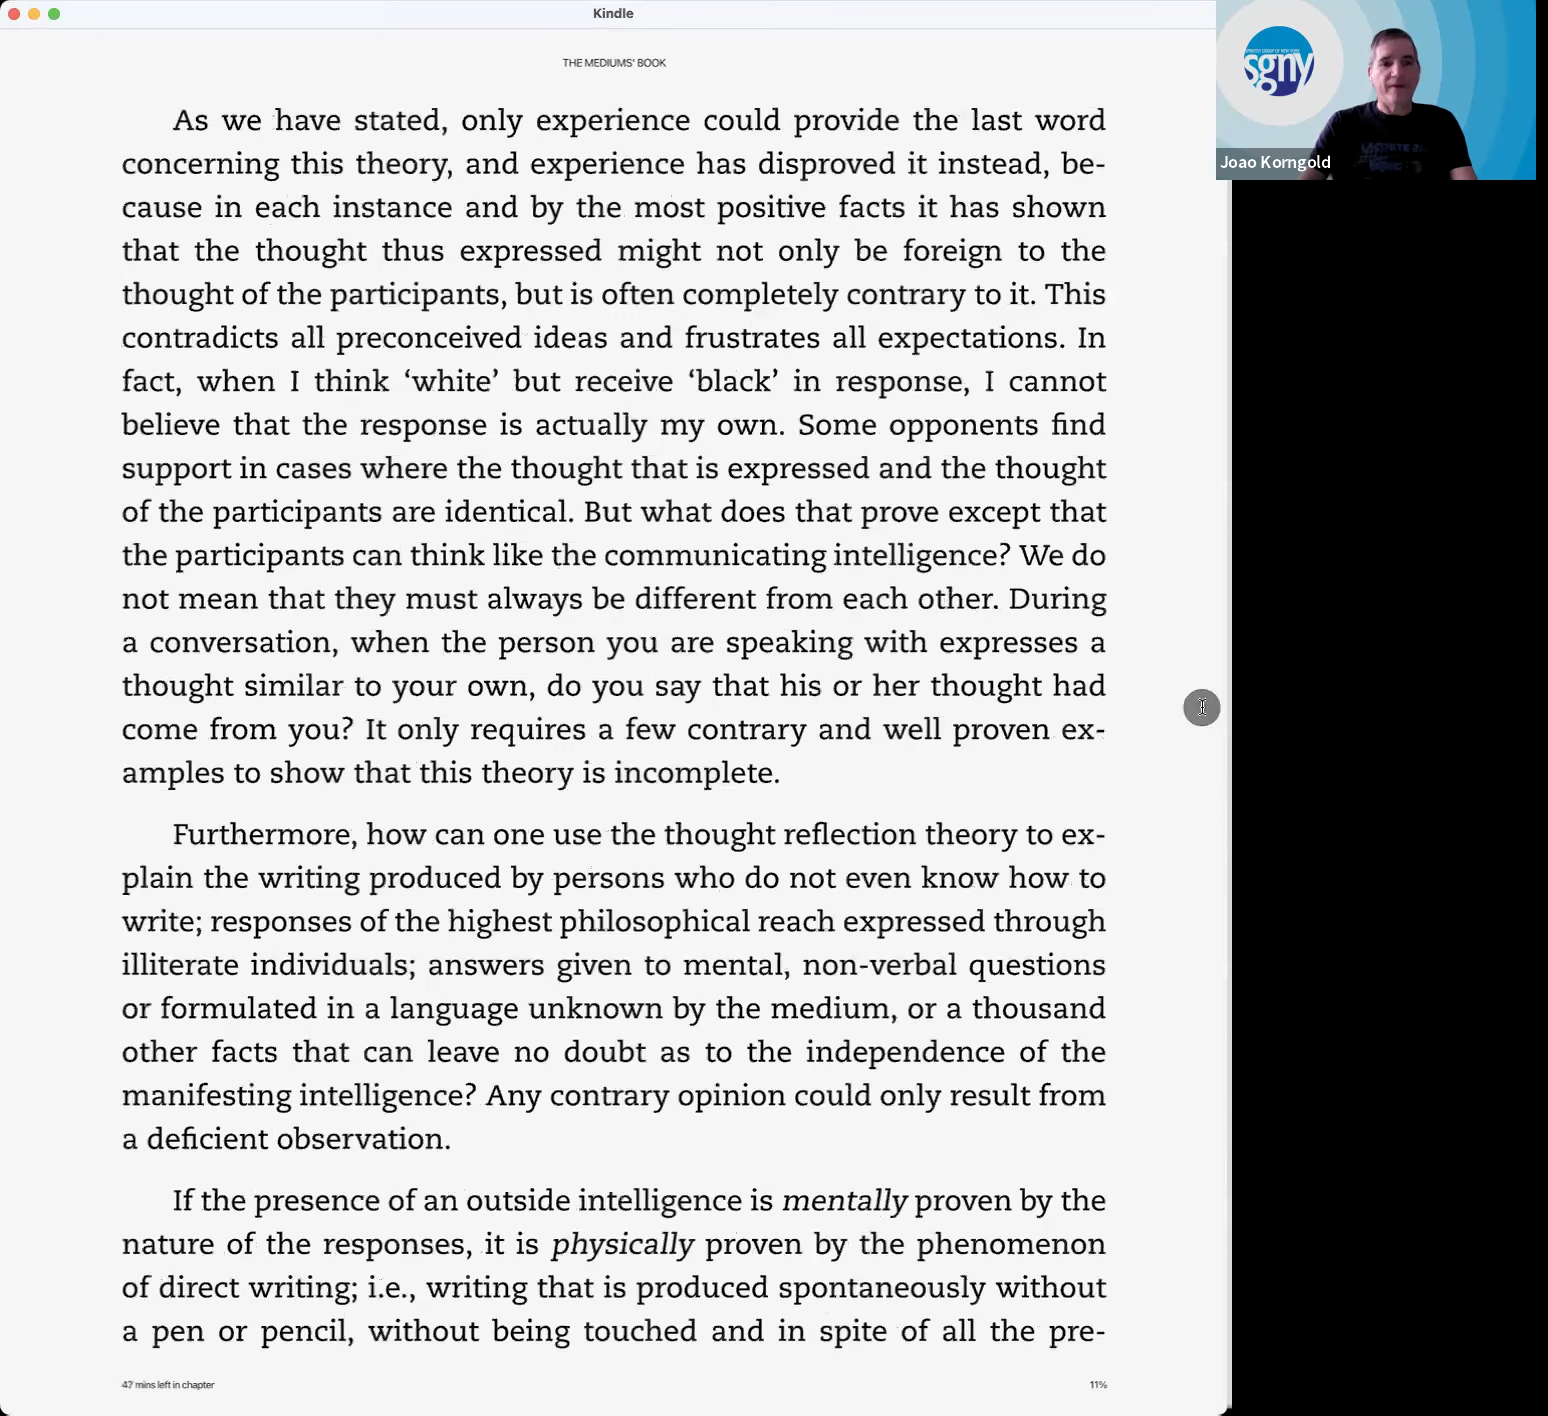 Kindle
THE MEDIUMS' BOOK
As we have stated, only experience could provide the last word
concerning this theory, and experience has disproved it instead, be-
cause in each instance and by the most positive facts it has shown
that the thought thus expressed might not only be foreign to the
thought of the participants, but is often completely contrary to it. This
contradicts all preconceived ideas and frustrates all expectations. In
fact, when I think ‘white’ but receive ‘black’ in response, I cannot
believe that the response is actually my own. Some opponents find
support in cases where the thought that is expressed and the thought
of the participants are identical. But what does that prove except that
the participants can think like the communicating intelligence? We do
not mean that they must always be different from each other. During
a conversation, when the person you are speaking with expresses a
thought similar to your own, do you say that his or her thought had
come from you? It only requires a few contrary and well proven ex-
amples to show that this theory is incomplete.
Furthermore, how can one use the thought reflection theory to ex-
plain the writing produced by persons who do not even know how to
write; responses of the highest philosophical reach expressed through
illiterate individuals; answers given to mental, non-verbal questions
or formulated in a language unknown by the medium, or a thousand
other facts that can leave no doubt as to the independence of the
manifesting intelligence? Any contrary opinion could only result from
a deficient observation.
If the presence of an outside intelligence is mentally proven by the
nature of the responses, it is physically proven by the phenomenon
of direct writing; i.e., writing that is produced spontaneously without
a pen or pencil, without being touched and in spite of all the pre-
mins left in chapter
11%
sgny
Joao Korngold